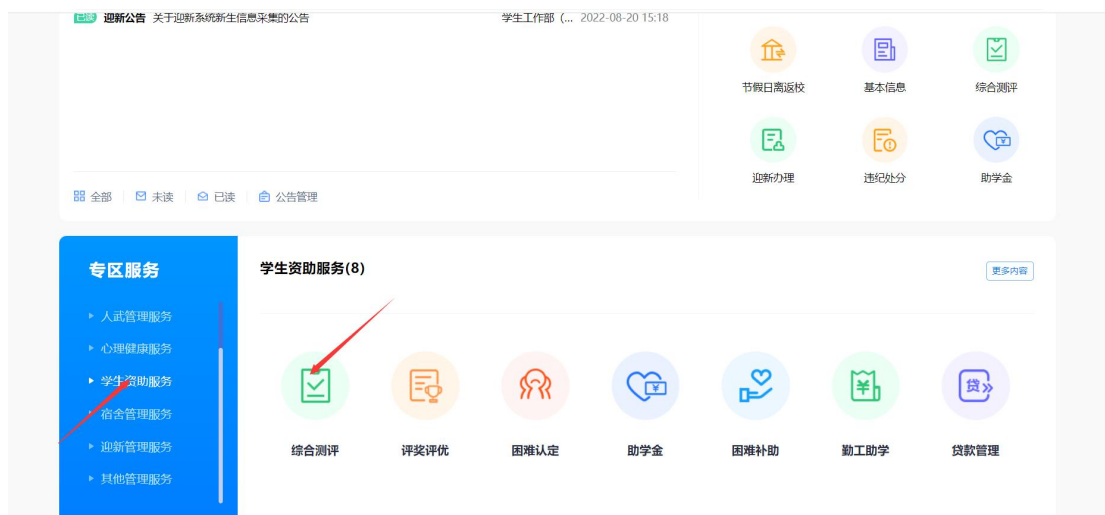 已读 迎新公告 关于迎新系统新生信息采集的公告 学生工作部（... 2022-08-20 15:18
节假日离返校 基本信息 综合测评
迎新办理 违纪处分 助学金
全部 未读 已读 公告管理
专区服务
人武管理服务
心理健康服务
学生资助服务
宿舍管理服务
迎新管理服务
其他管理服务
学生资助服务(8)
更多内容
综合测评 评奖评优 困难认定 助学金 困难补助 勤工助学 贷款管理